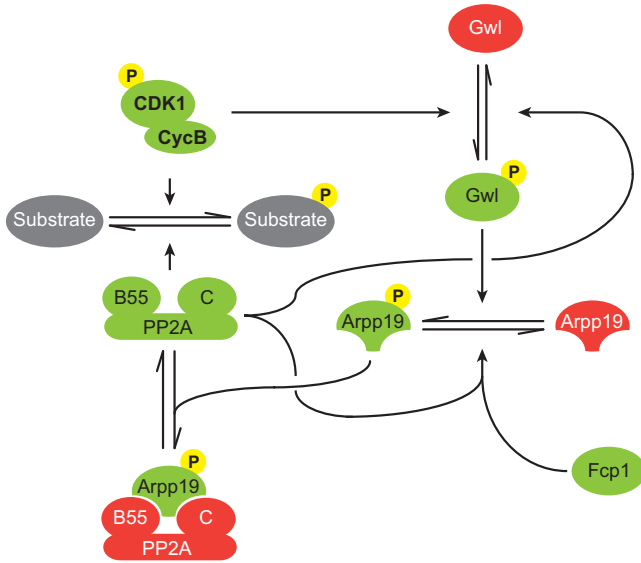 Gwl
P
CDK1
CycB
P
Gwl
P
Substrate
Substrate
B55
C
PP2A
P
Arpp19
Arpp19
P
Arpp19
B55
C
PP2A
Fcp1